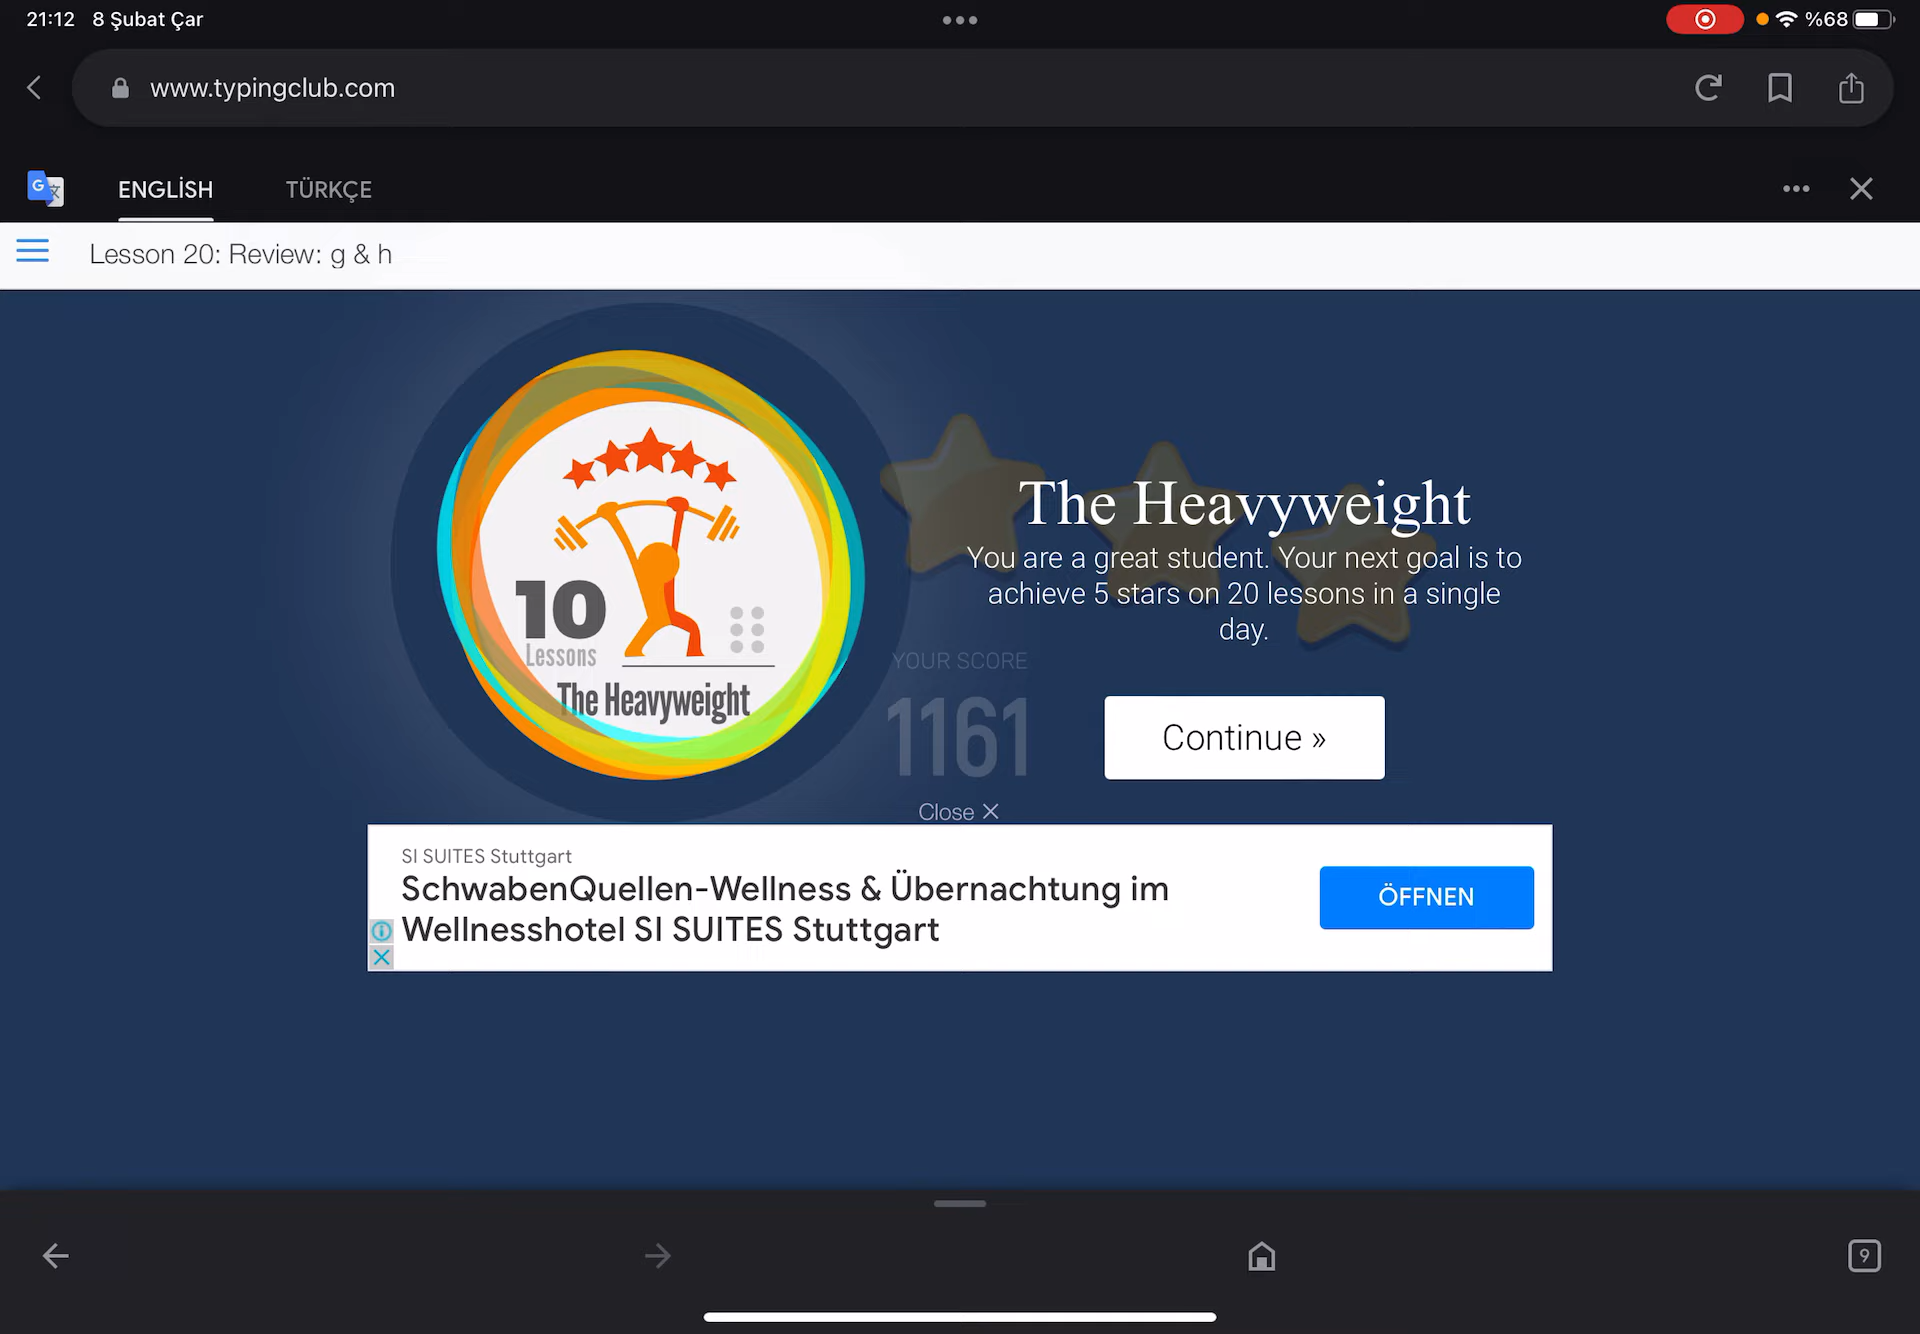 21:12 8 Şubat Çar
%68
www.typingclub.com
G
ENGLİSH
TÜRKÇE
Lesson 20: Review: g & h
10
Lessons
The Heavyweight
The Heavyweight
You are a great student. Your next goal is to
achieve 5 stars on 20 lessons in a single
day.
YOUR SCORE
1161
Continue »
Close
SI SUITES Stuttgart
SchwabenQuellen-Wellness & Übernachtung im
Wellnesshotel SI SUITES Stuttgart
ÖFFNEN
9